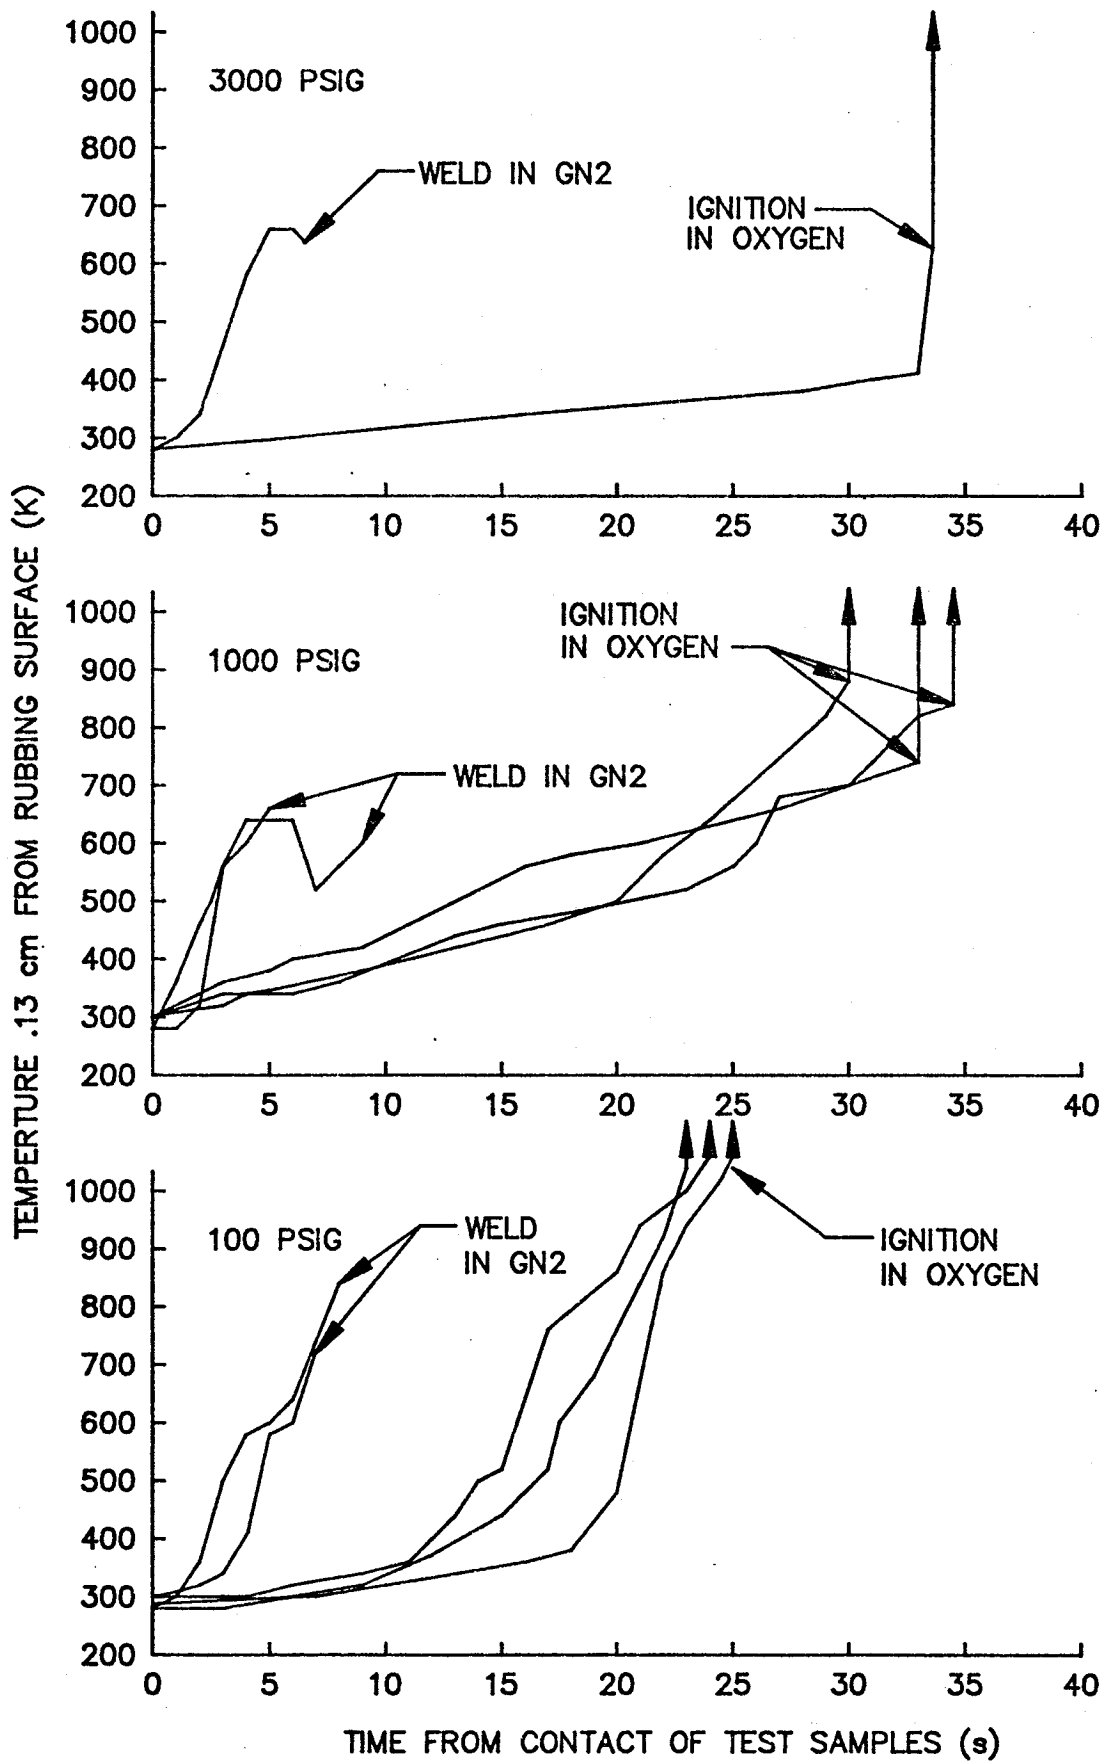 TEMPERTURE .13 cm FROM RUBBING SURFACE (K)
1000
900
800
700
600
500
400
300
200
3000 PSIG
WELD IN GN2
IGNITION
IN OXYGEN
0 5 10 15 20 25 30 35 40
1000
900
800
700
600
500
400
300
200
1000 PSIG
IGNITION
IN OXYGEN
WELD IN GN2
0 5 10 15 20 25 30 35 40
1000
900
800
700
600
500
400
300
200
100 PSIG
WELD
IN GN2
IGNITION
IN OXYGEN
0 5 10 15 20 25 30 35 40
TIME FROM CONTACT OF TEST SAMPLES (s)